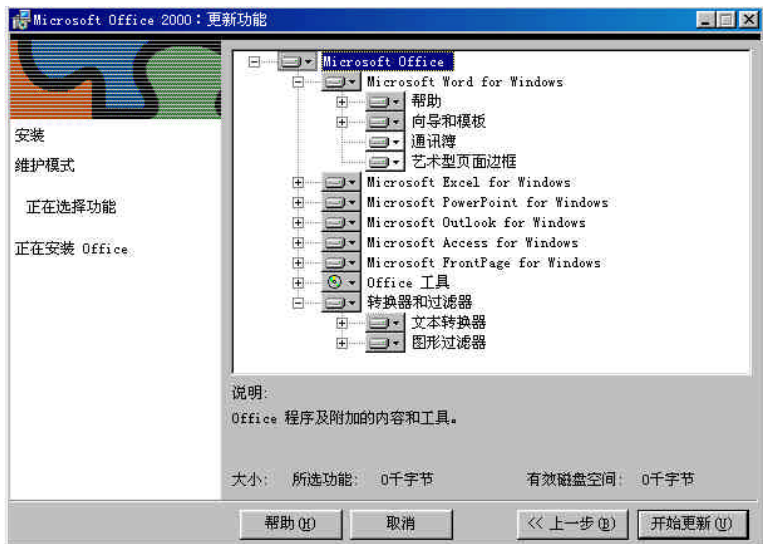 Microsoft Office 2000：更新功能
安装
维护模式
正在选择功能
正在安装 Office
Microsoft Office
Microsoft Word for Windows
帮助
向导和模板
通讯簿
艺术型页面边框
Microsoft Excel for Windows
Microsoft PowerPoint for Windows
Microsoft Outlook for Windows
Microsoft Access for Windows
Microsoft FrontPage for Windows
Office 工具
转换器和过滤器
文本转换器
图形过滤器
说明:
Office 程序及附加的内容和工具。
大小: 所选功能: 0千字节 有效磁盘空间: 0千字节
帮助(H) 取消 << 上一步(B) 开始更新(U)